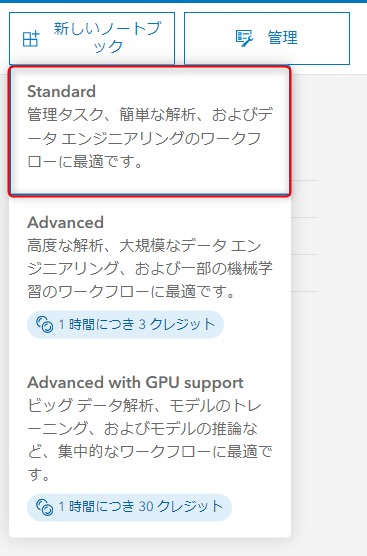 新しいノートブ
ック
管理
Standard
管理タスク、簡単な解析、およびデ
ータ エンジニアリングのワークフ
ローに最適です。
Advanced
高度な解析、大規模なデータ エン
ジニアリング、および一部の機械学
習のワークフローに最適です。
1 時間につき 3 クレジット
Advanced with GPU support
ビッグ データ解析、モデルのトレ
ーニング、およびモデルの推論な
ど、集中的なワークフローに最適で
す。
1 時間につき 30 クレジット